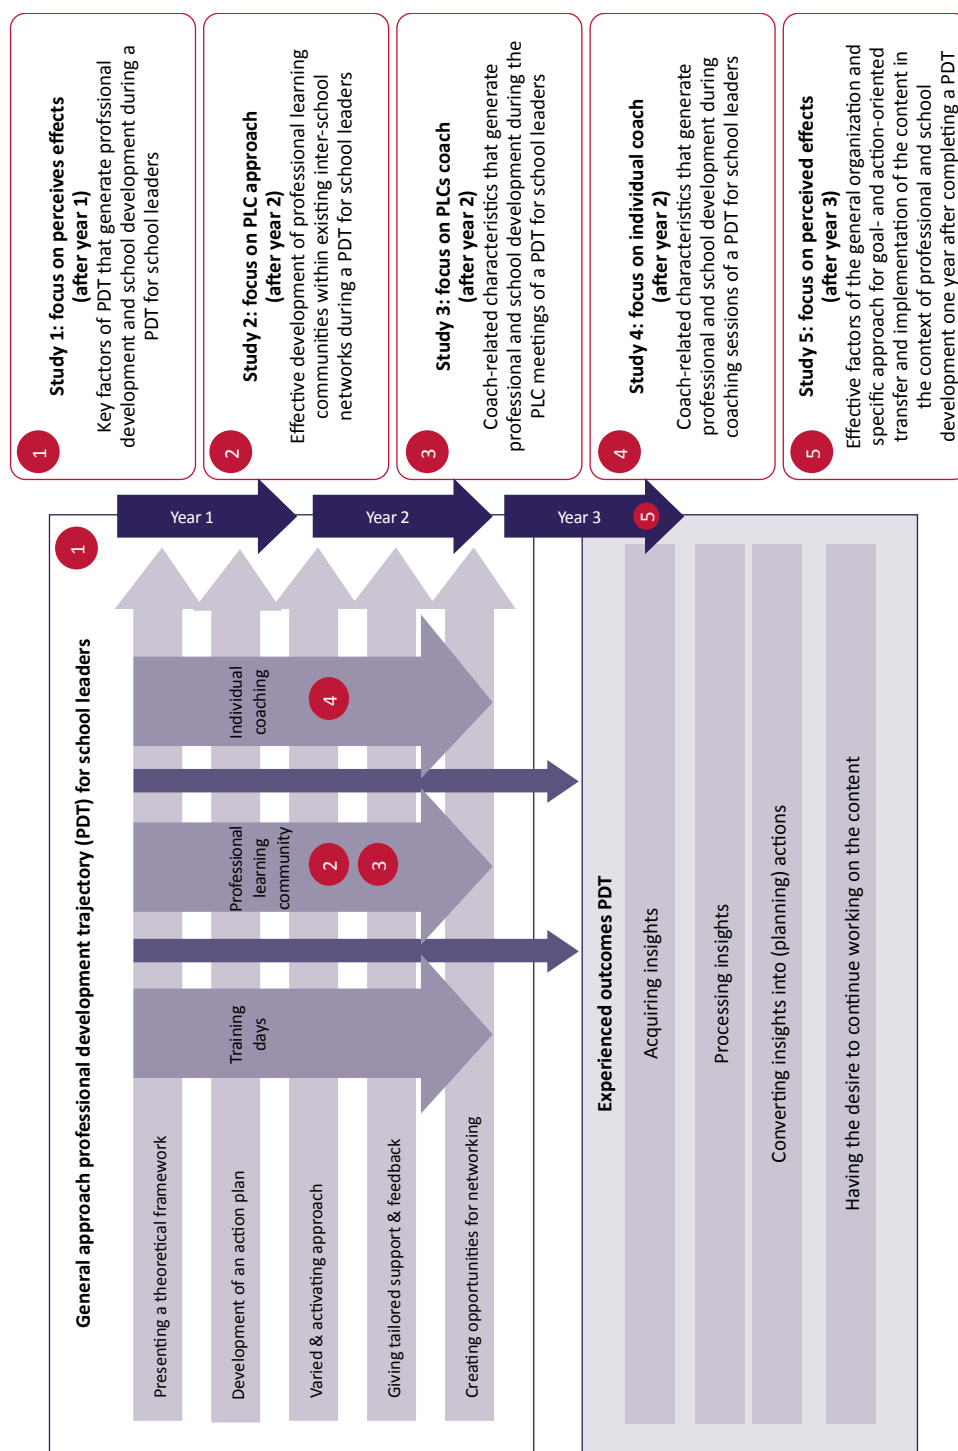 General approach professional development trajectory (PDT) for school leaders
1
Presenting a theoretical framework
Development of an action plan
Varied & activating approach
Giving tailored support & feedback
Creating opportunities for networking
Training
days
Professional
learning
community
2
3
Individual
coaching
4
Year 1
Year 2
Year 3
5
Experienced outcomes PDT
Acquiring insights
Processing insights
Converting insights into (planning) actions
Having the desire to continue working on the content
1
Study 1: focus on perceives effects
(after year 1)
Key factors of PDT that generate profssional
development and school development during a
PDT for school leaders
2
Study 2: focus on PLC approach
(after year 2)
Effective development of professional learning
communities within existing inter-school
networks during a PDT for school leaders
3
Study 3: focus on PLCs coach
(after year 2)
Coach-related characteristics that generate
professional and school development during the
PLC meetings of a PDT for school leaders
4
Study 4: focus on individual coach
(after year 2)
Coach-related characteristics that generate
professional and school development during
coaching sessions of a PDT for school leaders
5
Study 5: focus on perceived effects
(after year 3)
Effective factors of the general organization and
specific approach for goal- and action-oriented
transfer and implementation of the content in
the context of professional and school
development one year after completing a PDT